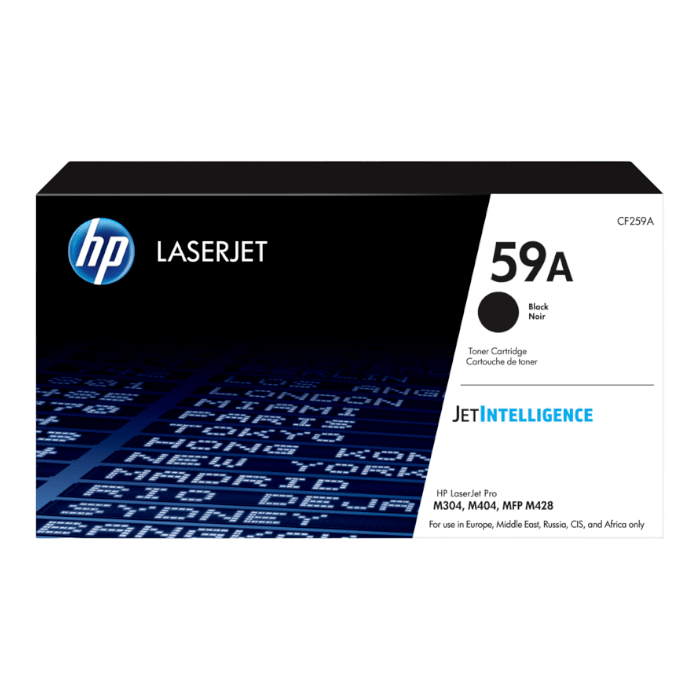 CF259A
hp
LASERJET
59A
Black
Noir
Toner Cartridge
Cartouche de toner
JETINTELLIGENCE
LONDON
MIAMI
PARIS
TOKYO
HONG KONG
NEW YORK
MADRID
RIO DE JA
SYDNEY
HP LaserJet Pro
M304, M404, MFP M428
For use in Europe, Middle East, Russia, CIS, and Africa only